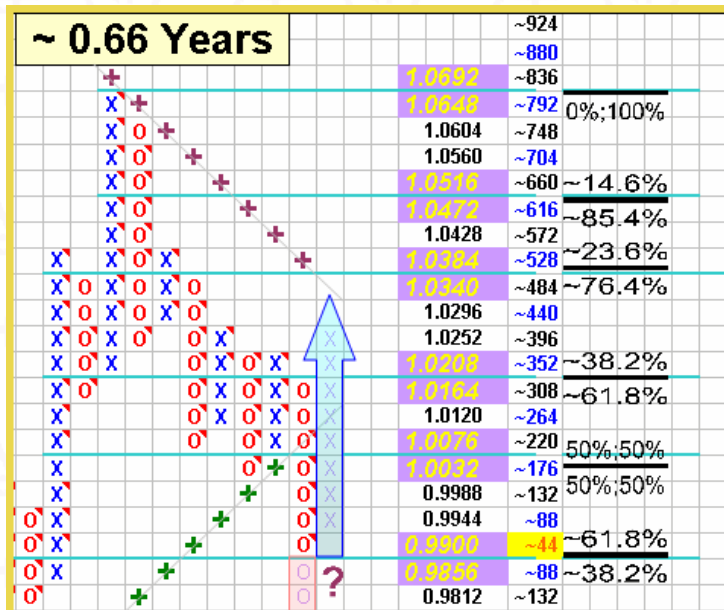 ~ 0.66 Years
~924
~880
+ 1.0692 ~836
X + 1.0648 ~792 0%;100%
X O + 1.0604 ~748
X O + 1.0560 ~704
X O + 1.0516 ~660 ~14.6%
X O + 1.0472 ~616 ~85.4%
X O + 1.0428 ~572 ~23.6%
X X O X + 1.0384 ~528
X O X O X O 1.0340 ~484 ~76.4%
X O X O X O 1.0296 ~440
X O X O O X X 1.0252 ~396
X O X O X O X X 1.0208 ~352 ~38.2%
X O O X O X O X 1.0164 ~308 ~61.8%
X O X O X O X 1.0120 ~264
X O O X O X 1.0076 ~220 50%;50%
X O + O X 1.0032 ~176
X + O X 0.9988 ~132 50%;50%
O X + O X 0.9944 ~88
O X + O 0.9900 ~44 ~61.8%
O X + O ? 0.9856 ~88 ~38.2%
O + O 0.9812 ~132